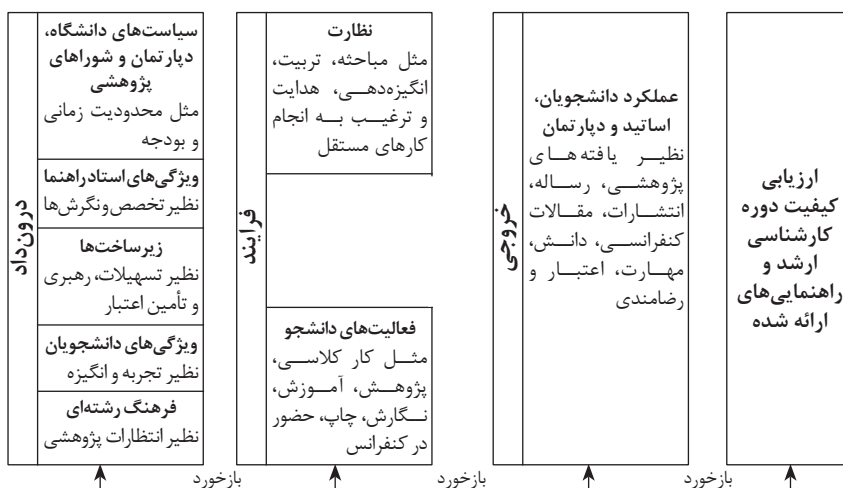 درون‌داد
سیاست‌های دانشگاه،
دپارتمان و شوراهای
پژوهشی
مثل محدودیت زمانی
و بودجه
ویژگی‌های استاد راهنما
نظیر تخصص‌ونگرش‌ها
زیرساخت‌ها
نظیر تسهیلات، رهبری
و تأمین اعتبار
ویژگی‌های دانشجویان
نظیر تجربه و انگیزه
فرهنگ رشته‌ای
نظیر انتظارات پژوهشی
فرایند
نظارت
مثل مباحثه، تربیت،
انگیزه‌دهی، هدایت
و ترغیب به انجام
کارهای مستقل
فعالیت‌های دانشجو
مثل کار کلاسی،
پژوهش، آموزش،
نگارش، چاپ، حضور
در کنفرانس
خروجی
عملکرد دانشجویان،
اساتید و دپارتمان
نظیر یافته‌های
پژوهشی، رساله،
انتشارات، مقالات
کنفرانسی، دانش،
مهارت، اعتبار و
رضامندی
ارزیابی
کیفیت دوره
کارشناسی
ارشد و
راهنمایی‌های
ارائه شده
بازخورد
بازخورد
بازخورد